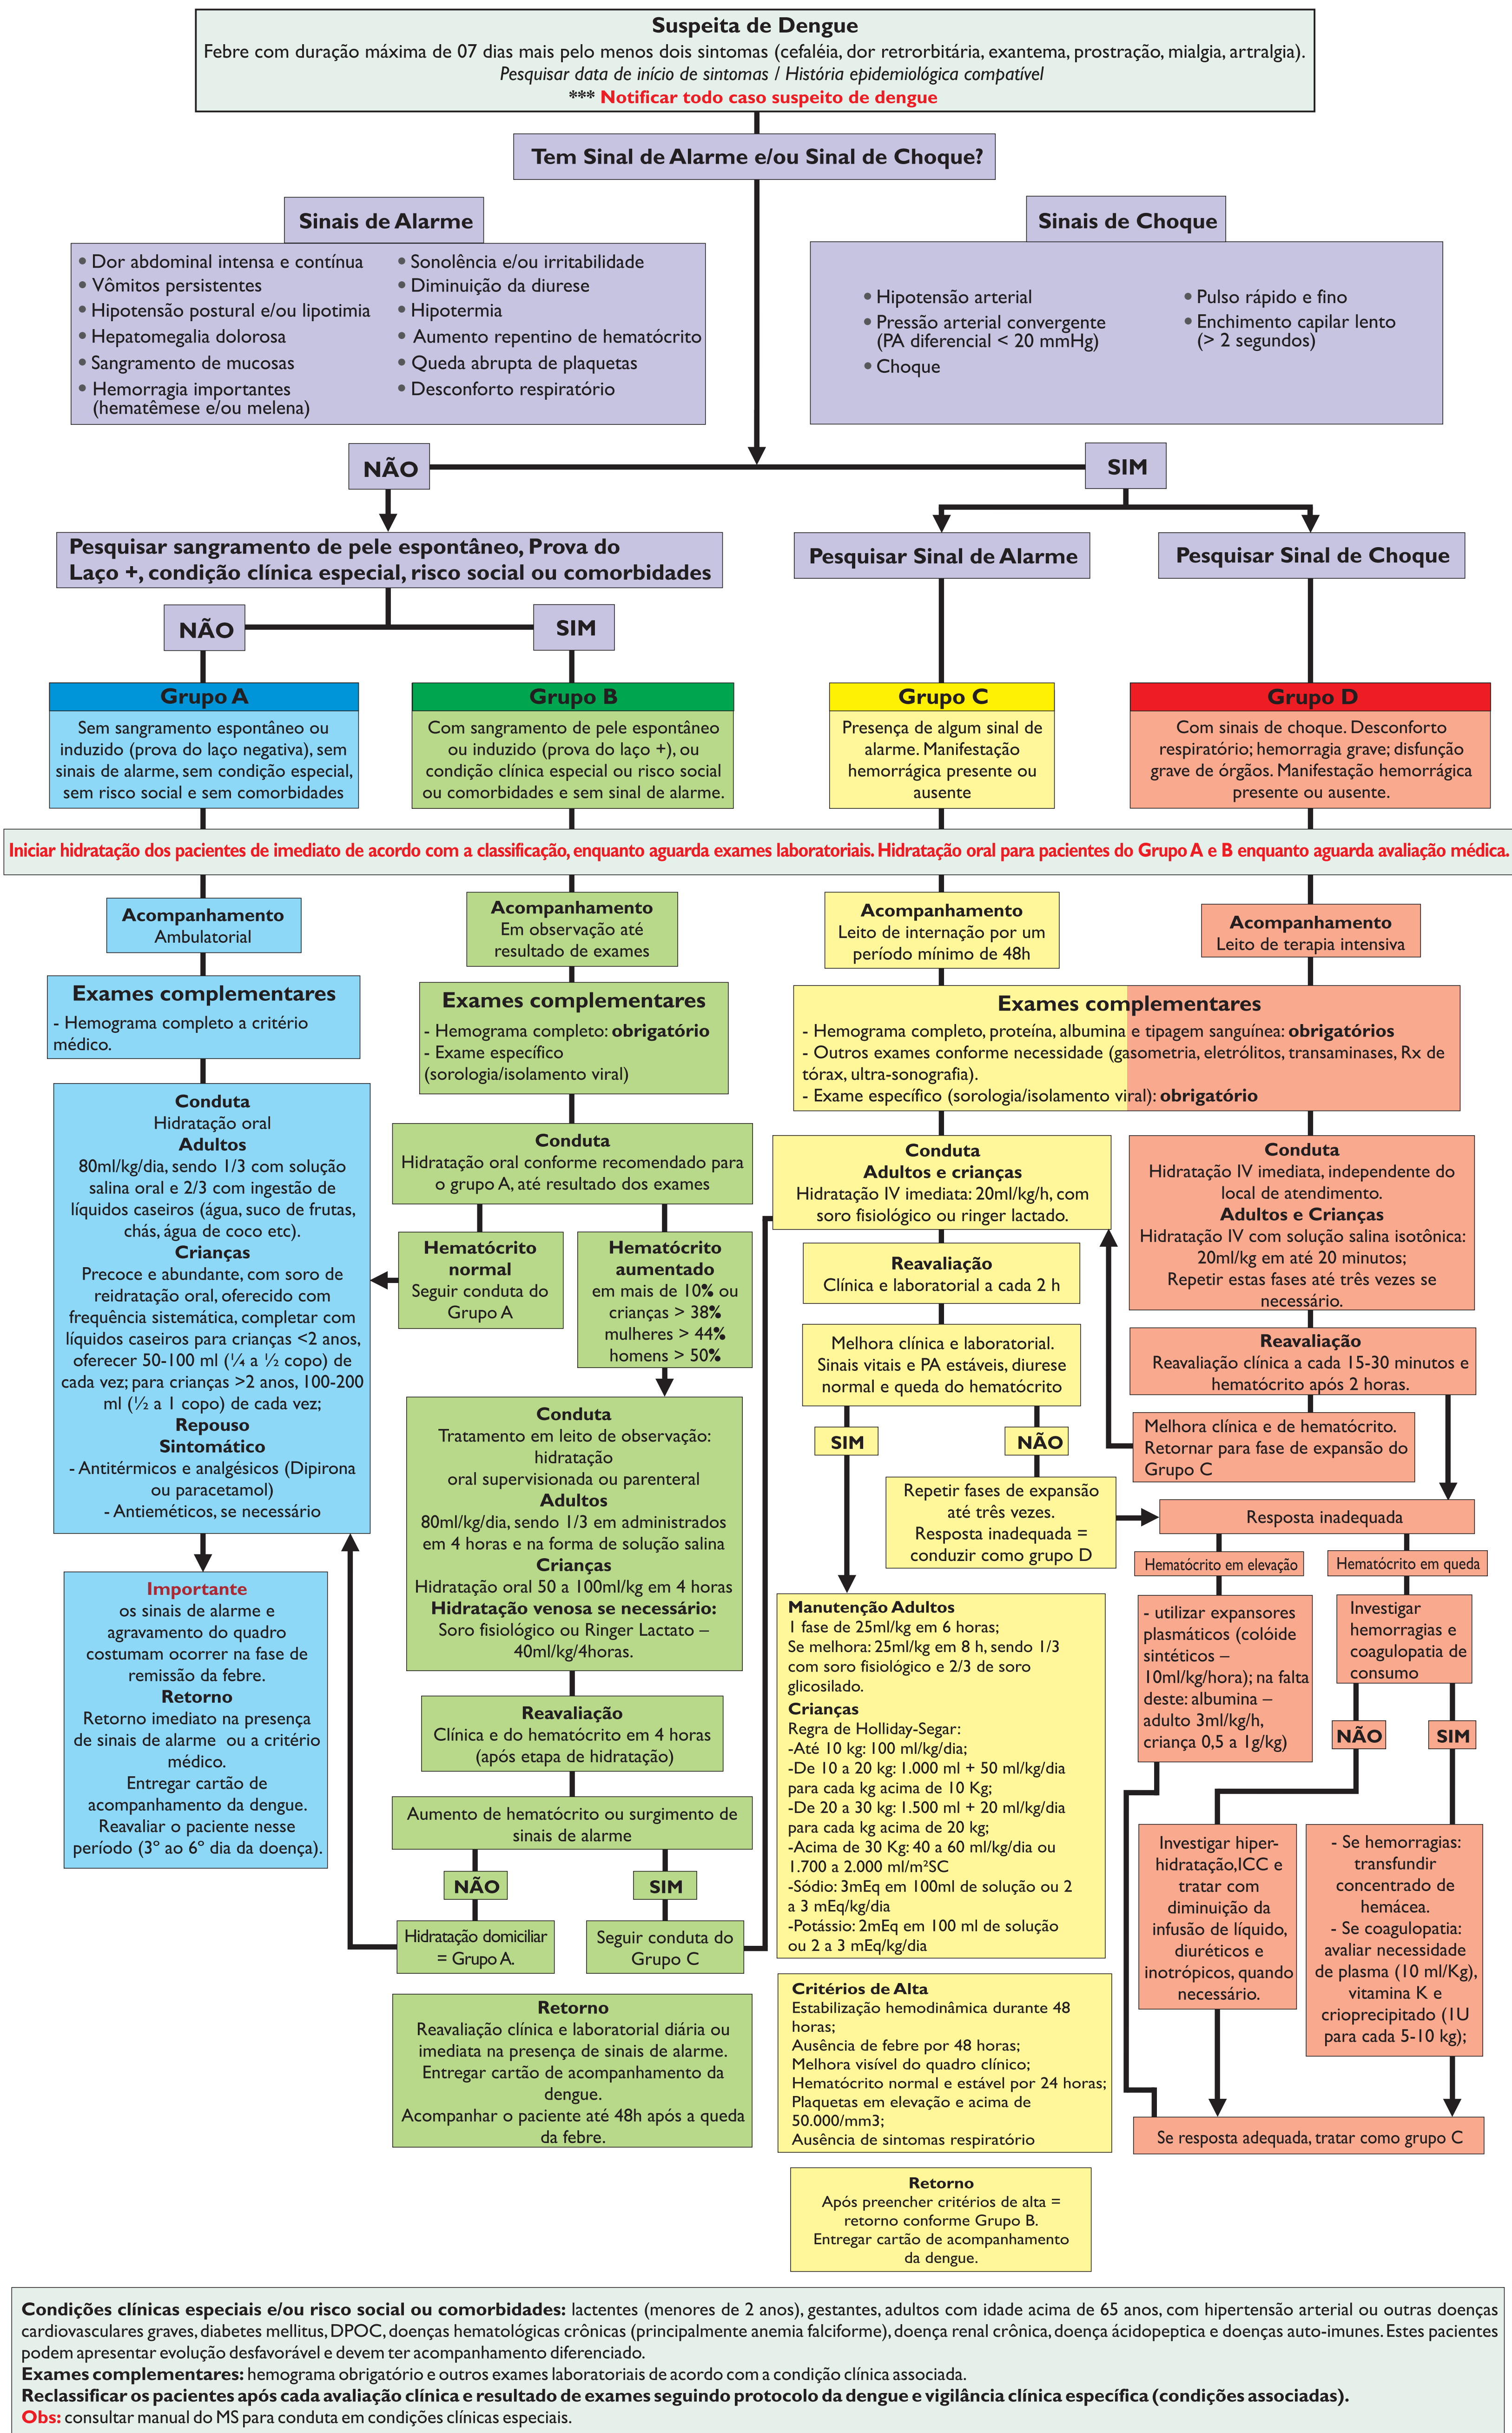 Suspeita de Dengue
Febre com duração máxima de 07 dias mais pelo menos dois sintomas (cefaléia, dor retrorbitária, exantema, prostração, mialgia, artralgia).
Pesquisar data de início de sintomas / História epidemiológica compatível
*** Notificar todo caso suspeito de dengue
Tem Sinal de Alarme e/ou Sinal de Choque?
Sinais de Alarme
• Dor abdominal intensa e contínua
• Vômitos persistentes
• Hipotensão postural e/ou lipotimia
• Hepatomegalia dolorosa
• Sangramento de mucosas
• Hemorragia importantes
(hematêmese e/ou melena)
• Sonolência e/ou irritabilidade
• Diminuição da diurese
• Hipotermia
• Aumento repentino de hematócrito
• Queda abrupta de plaquetas
• Desconforto respiratório
Sinais de Choque
• Hipotensão arterial
• Pressão arterial convergente
(PA diferencial < 20 mmHg)
• Choque
• Pulso rápido e fino
• Enchimento capilar lento
(> 2 segundos)
NÃO
SIM
Pesquisar sangramento de pele espontâneo, Prova do
Laço +, condição clínica especial, risco social ou comorbidades
Pesquisar Sinal de Alarme
Pesquisar Sinal de Choque
NÃO
SIM
Grupo A
Sem sangramento espontâneo ou
induzido (prova do laço negativa), sem
sinais de alarme, sem condição especial,
sem risco social e sem comorbidades
Grupo B
Com sangramento de pele espontâneo
ou induzido (prova do laço +), ou
condição clínica especial ou risco social
ou comorbidades e sem sinal de alarme.
Grupo C
Presença de algum sinal de
alarme. Manifestação
hemorrágica presente ou
ausente
Grupo D
Com sinais de choque. Desconforto
respiratório; hemorragia grave; disfunção
grave de órgãos. Manifestação hemorrágica
presente ou ausente.
Iniciar hidratação dos pacientes de imediato de acordo com a classificação, enquanto aguarda exames laboratoriais. Hidratação oral para pacientes do Grupo A e B enquanto aguarda avaliação médica.
Acompanhamento
Ambulatorial
Exames complementares
- Hemograma completo a critério
médico.
Conduta
Hidratação oral
Adultos
80ml/kg/dia, sendo 1/3 com solução
salina oral e 2/3 com ingestão de
líquidos caseiros (água, suco de frutas,
chás, água de coco etc).
Crianças
Precoce e abundante, com soro de
reidratação oral, oferecido com
frequência sistemática, completar com
líquidos caseiros para crianças <2 anos,
oferecer 50-100 ml (¼ a ½ copo) de
cada vez; para crianças >2 anos, 100-200
ml (½ a 1 copo) de cada vez;
Repouso
Sintomático
- Antitérmicos e analgésicos (Dipirona
ou paracetamol)
- Antieméticos, se necessário
Importante
os sinais de alarme e
agravamento do quadro
costumam ocorrer na fase de
remissão da febre.
Retorno
Retorno imediato na presença
de sinais de alarme ou a critério
médico.
Entregar cartão de
acompanhamento da dengue.
Reavaliar o paciente nesse
período (3º ao 6º dia da doença).
Acompanhamento
Em observação até
resultado de exames
Exames complementares
- Hemograma completo: obrigatório
- Exame específico
(sorologia/isolamento viral)
Conduta
Hidratação oral conforme recomendado para
o grupo A, até resultado dos exames
Hematócrito
normal
Seguir conduta do
Grupo A
Hematócrito
aumentado
em mais de 10% ou
crianças > 38%
mulheres > 44%
homens > 50%
Conduta
Tratamento em leito de observação:
hidratação
oral supervisionada ou parenteral
Adultos
80ml/kg/dia, sendo 1/3 em administrados
em 4 horas e na forma de solução salina
Crianças
Hidratação oral 50 a 100ml/kg em 4 horas
Hidratação venosa se necessário:
Soro fisiológico ou Ringer Lactato –
40ml/kg/4horas.
Reavaliação
Clínica e do hematócrito em 4 horas
(após etapa de hidratação)
Aumento de hematócrito ou surgimento de
sinais de alarme
NÃO
SIM
Hidratação domiciliar
= Grupo A.
Seguir conduta do
Grupo C
Retorno
Reavaliação clínica e laboratorial diária ou
imediata na presença de sinais de alarme.
Entregar cartão de acompanhamento da
dengue.
Acompanhar o paciente até 48h após a queda
da febre.
Acompanhamento
Leito de internação por um
período mínimo de 48h
Acompanhamento
Leito de terapia intensiva
Exames complementares
- Hemograma completo, proteína, albumina e tipagem sanguínea: obrigatórios
- Outros exames conforme necessidade (gasometria, eletrólitos, transaminases, Rx de
tórax, ultra-sonografia).
- Exame específico (sorologia/isolamento viral): obrigatório
Conduta
Adultos e crianças
Hidratação IV imediata: 20ml/kg/h, com
soro fisiológico ou ringer lactado.
Reavaliação
Clínica e laboratorial a cada 2 h
Melhora clínica e laboratorial.
Sinais vitais e PA estáveis, diurese
normal e queda do hematócrito
SIM
NÃO
Repetir fases de expansão
até três vezes.
Resposta inadequada =
conduzir como grupo D
Manutenção Adultos
1 fase de 25ml/kg em 6 horas;
Se melhora: 25ml/kg em 8 h, sendo 1/3
com soro fisiológico e 2/3 de soro
glicosilado.
Crianças
Regra de Holliday-Segar:
-Até 10 kg: 100 ml/kg/dia;
-De 10 a 20 kg: 1.000 ml + 50 ml/kg/dia
para cada kg acima de 10 Kg;
-De 20 a 30 kg: 1.500 ml + 20 ml/kg/dia
para cada kg acima de 20 kg;
-Acima de 30 Kg: 40 a 60 ml/kg/dia ou
1.700 a 2.000 ml/m²SC
-Sódio: 3mEq em 100ml de solução ou 2
a 3 mEq/kg/dia
-Potássio: 2mEq em 100 ml de solução
ou 2 a 3 mEq/kg/dia
Critérios de Alta
Estabilização hemodinâmica durante 48
horas;
Ausência de febre por 48 horas;
Melhora visível do quadro clínico;
Hematócrito normal e estável por 24 horas;
Plaquetas em elevação e acima de
50.000/mm3;
Ausência de sintomas respiratório
Retorno
Após preencher critérios de alta =
retorno conforme Grupo B.
Entregar cartão de acompanhamento
da dengue.
Conduta
Hidratação IV imediata, independente do
local de atendimento.
Adultos e Crianças
Hidratação IV com solução salina isotônica:
20ml/kg em até 20 minutos;
Repetir estas fases até três vezes se
necessário.
Reavaliação
Reavaliação clínica a cada 15-30 minutos e
hematócrito após 2 horas.
Melhora clínica e de hematócrito.
Retornar para fase de expansão do
Grupo C
Resposta inadequada
Hematócrito em elevação
Hematócrito em queda
- utilizar expansores
plasmáticos (colóide
sintéticos –
10ml/kg/hora); na falta
deste: albumina –
adulto 3ml/kg/h,
criança 0,5 a 1g/kg)
Investigar
hemorragias e
coagulopatia de
consumo
NÃO
SIM
Investigar hiper-
hidratação,ICC e
tratar com
diminuição da
infusão de líquido,
diuréticos e
inotrópicos, quando
necessário.
- Se hemorragias:
transfundir
concentrado de
hemácea.
- Se coagulopatia:
avaliar necessidade
de plasma (10 ml/Kg),
vitamina K e
crioprecipitado (1U
para cada 5-10 kg);
Se resposta adequada, tratar como grupo C
Condições clínicas especiais e/ou risco social ou comorbidades: lactentes (menores de 2 anos), gestantes, adultos com idade acima de 65 anos, com hipertensão arterial ou outras doenças
cardiovasculares graves, diabetes mellitus, DPOC, doenças hematológicas crônicas (principalmente anemia falciforme), doença renal crônica, doença ácidopeptica e doenças auto-imunes. Estes pacientes
podem apresentar evolução desfavorável e devem ter acompanhamento diferenciado.
Exames complementares: hemograma obrigatório e outros exames laboratoriais de acordo com a condição clínica associada.
Reclassificar os pacientes após cada avaliação clínica e resultado de exames seguindo protocolo da dengue e vigilância clínica específica (condições associadas).
Obs: consultar manual do MS para conduta em condições clínicas especiais.